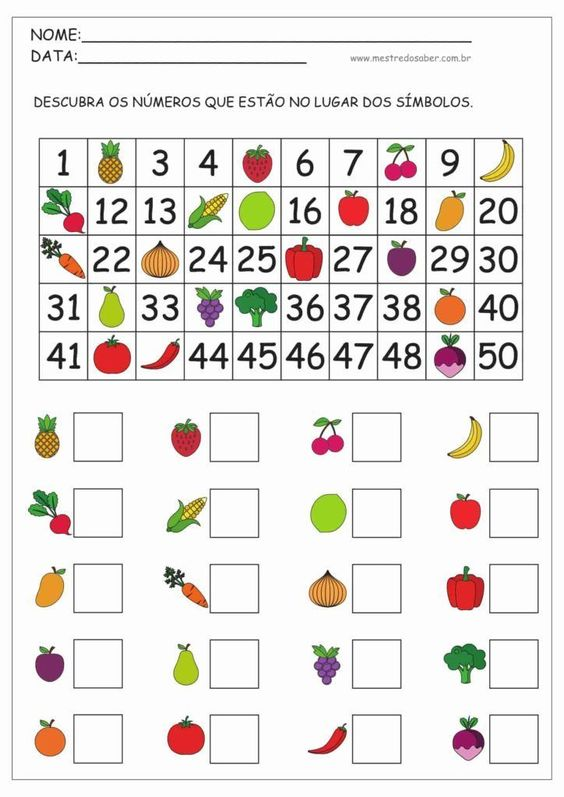 NOME:
DATA:
www.mestredosaber.com.br
DESCUBRA OS NÚMEROS QUE ESTÃO NO LUGAR DOS SÍMBOLOS.
1 3 4 6 7 9
12 13 16 18 20
22 24 25 27 29 30
31 33 36 37 38 40
41 44 45 46 47 48 50